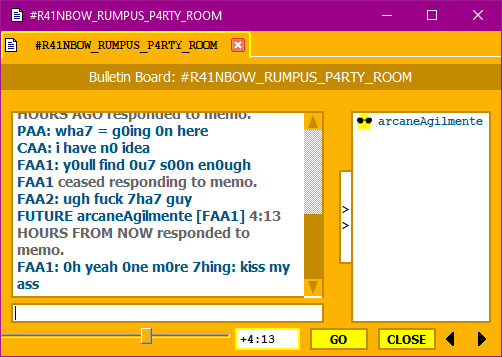 #R41NBOW_RUMPUS_P4RTY_ROOM
#R41NBOW_RUMPUS_P4RTY_ROOM
Bulletin Board: #R41NBOW_RUMPUS_P4RTY_ROOM
HOURS AGO responded to memo.
PAA: wha7 = g0ing 0n here
CAA: i have n0 idea
FAA1: y0ull find 0u7 s00n en0ugh
FAA1 ceased responding to memo.
FAA2: ugh fuck 7ha7 guy
FUTURE arcaneAgilmente [FAA1] 4:13
HOURS FROM NOW responded to
memo.
FAA1: 0h yeah 0ne m0re 7hing: kiss my
ass
arcaneAgilmente
>
>
+4:13
GO
CLOSE